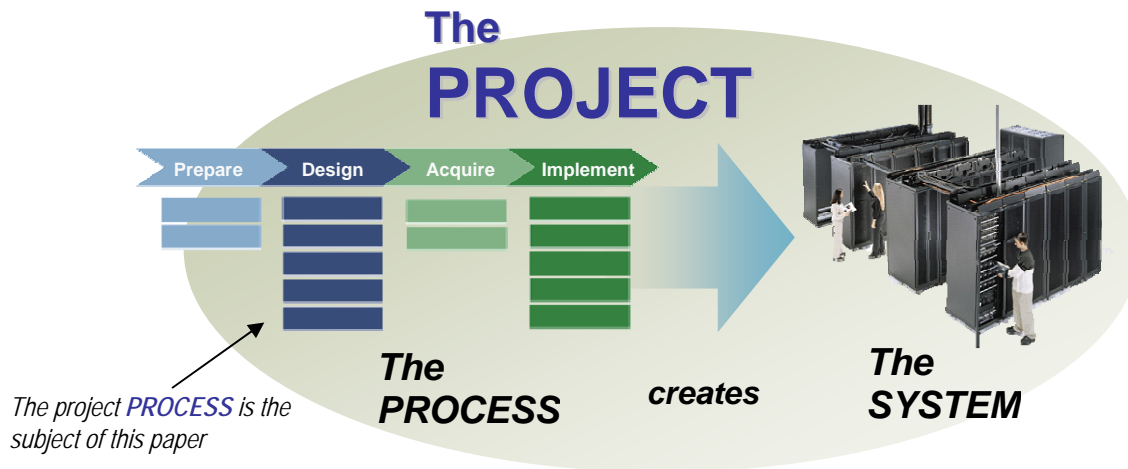 The
PROJECT
Prepare
Design
Acquire
Implement
The
PROCESS
creates
The
SYSTEM
The project PROCESS is the
subject of this paper